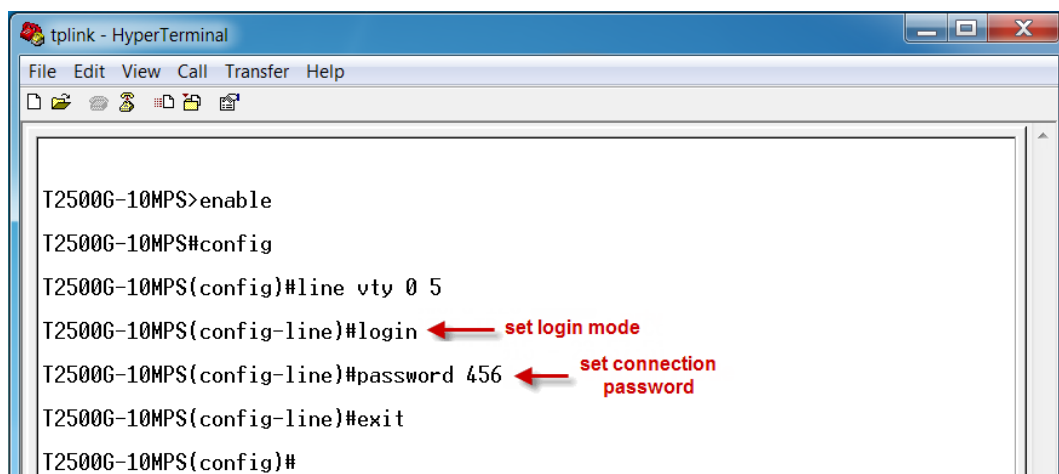 tplink - HyperTerminal
File Edit View Call Transfer Help
T2500G-10MPS>enable
T2500G-10MPS#config
T2500G-10MPS(config)#line vty 0 5
T2500G-10MPS(config-line)#login set login mode
T2500G-10MPS(config-line)#password 456 set connection
password
T2500G-10MPS(config-line)#exit
T2500G-10MPS(config)#